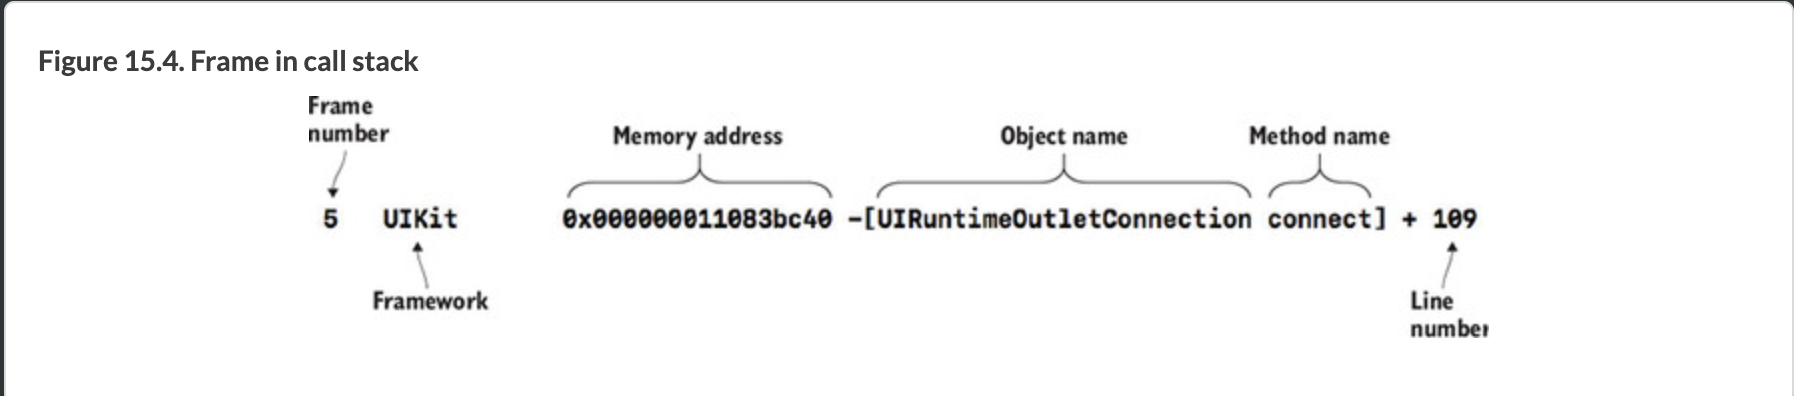 Figure 15.4. Frame in call stack
Frame
number
Memory address
Object name
Method name
5 UIKit 0x000000011083bc40 -[UIRuntimeOutletConnection connect] + 109
Framework
Line
number